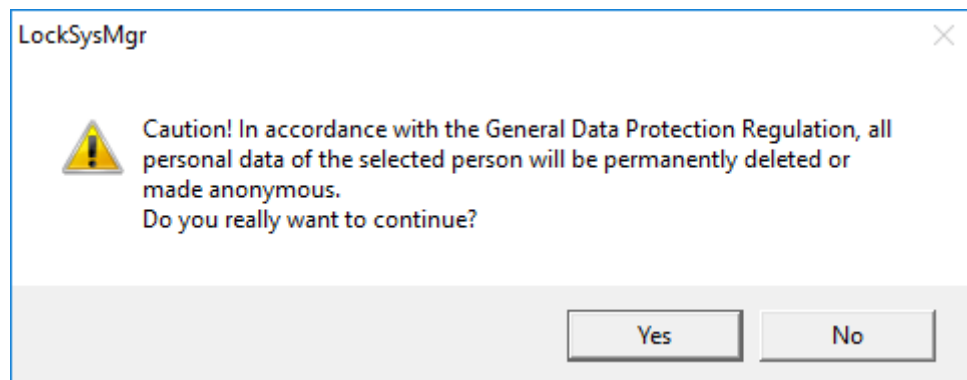 LockSysMgr
Caution! In accordance with the General Data Protection Regulation, all
personal data of the selected person will be permanently deleted or
made anonymous.
Do you really want to continue?
Yes
No